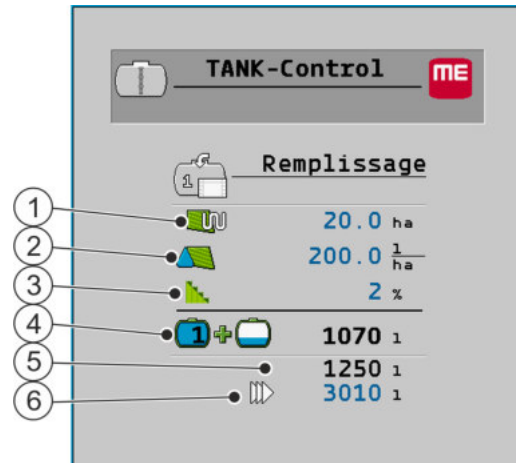 TANK-Control ME
1 Remplissage
1 20.0 ha
2 200.0 l/ha
3 2 %
4 1 + 1070 l
5 1250 l
6 3010 l